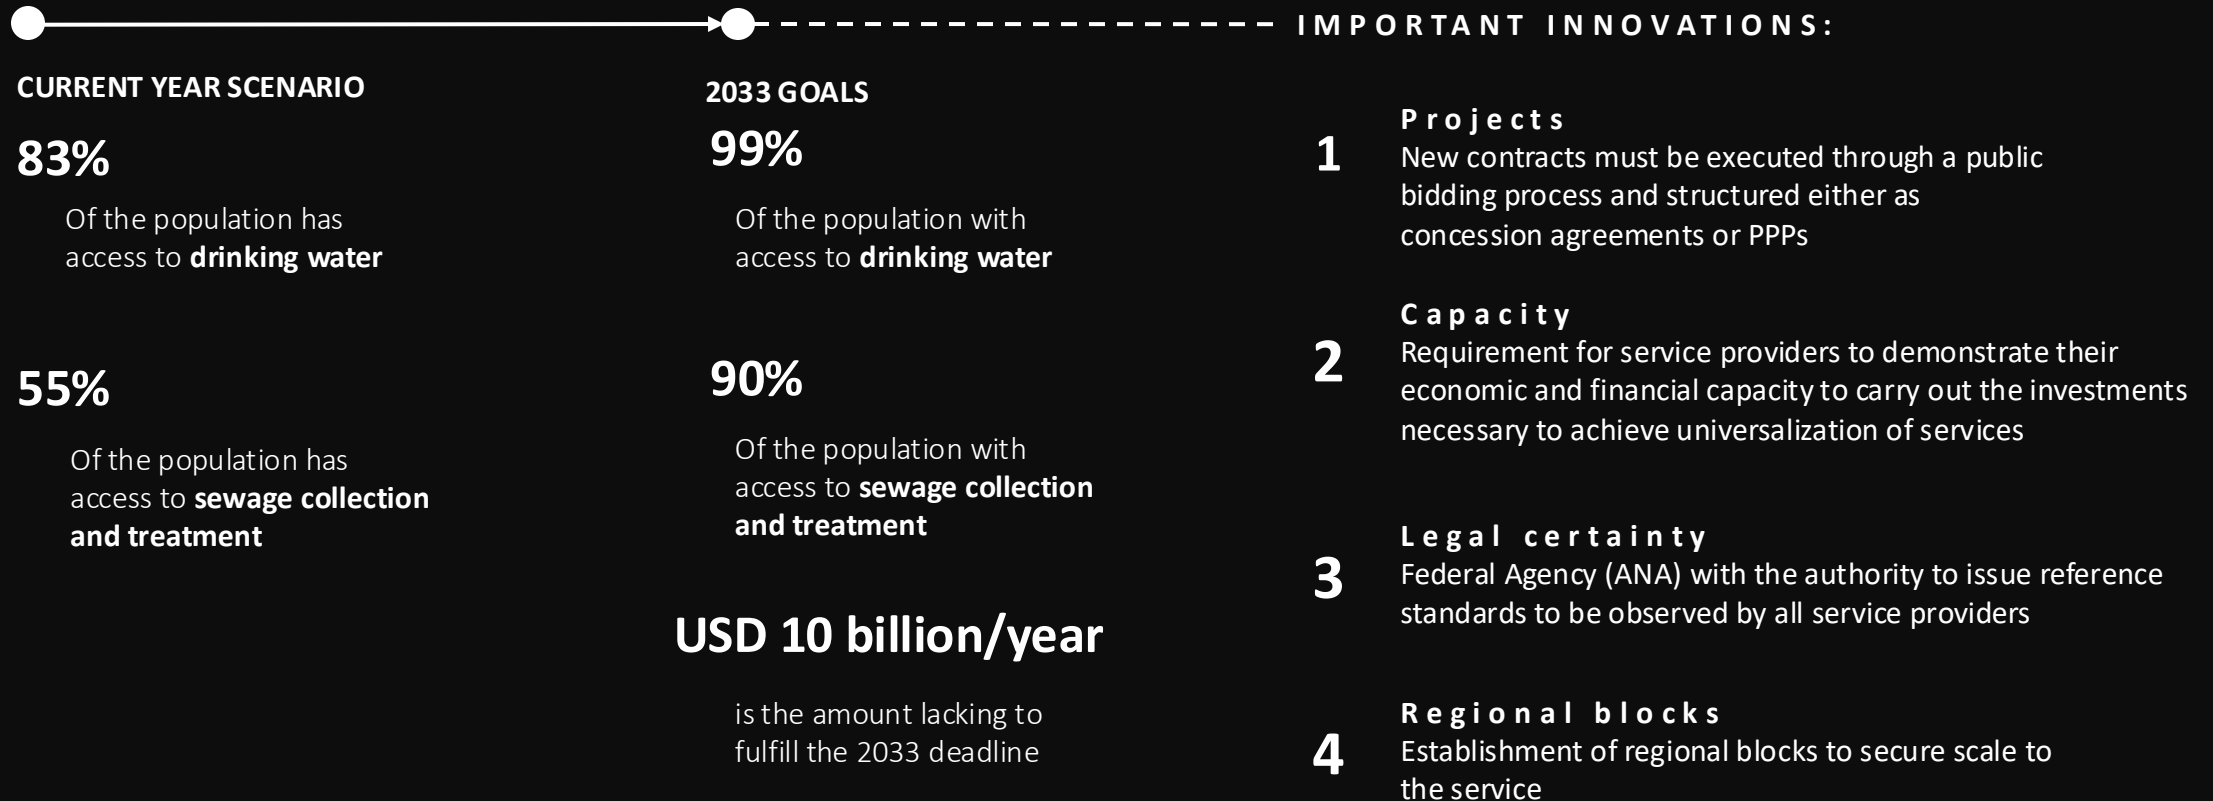 CURRENT YEAR SCENARIO
83%
Of the population has
access to drinking water
55%
Of the population has
access to sewage collection
and treatment
2033 GOALS
99%
Of the population with
access to drinking water
90%
Of the population with
access to sewage collection
and treatment
USD 10 billion/year
is the amount lacking to
fulfill the 2033 deadline
IMPORTANT INNOVATIONS:
1
Projects
New contracts must be executed through a public
bidding process and structured either as
concession agreements or PPPs
2
Capacity
Requirement for service providers to demonstrate their
economic and financial capacity to carry out the investments
necessary to achieve universalization of services
3
Legal certainty
Federal Agency (ANA) with the authority to issue reference
standards to be observed by all service providers
4
Regional blocks
Establishment of regional blocks to secure scale to
the service